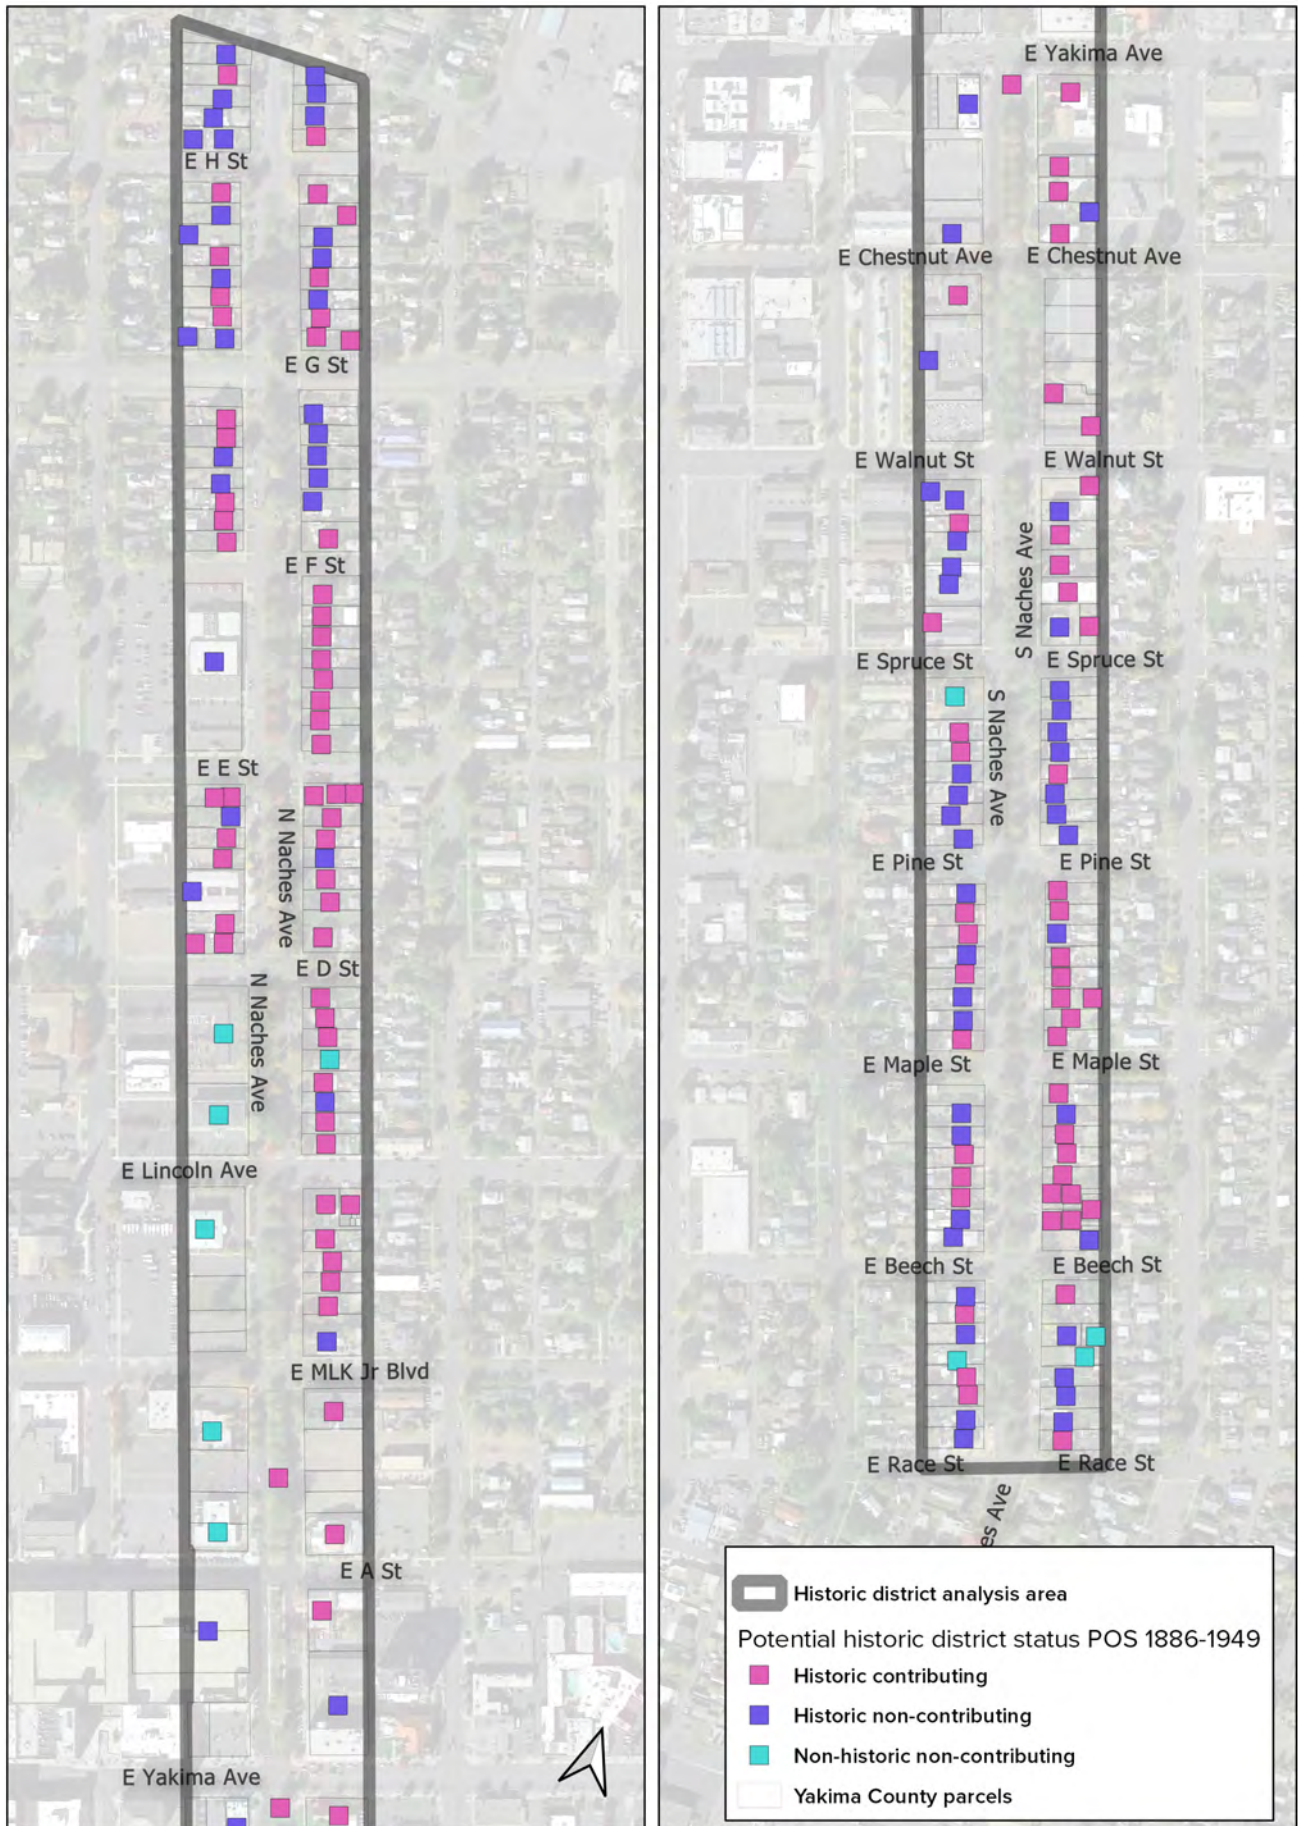 E H St
E G St
E F St
E E St
N Naches Ave
E D St
N Naches Ave
E Lincoln Ave
E MLK Jr Blvd
E A St
E Yakima Ave
E Yakima Ave
E Chestnut Ave
E Chestnut Ave
E Walnut St
E Walnut St
S Naches Ave
E Spruce St
E Spruce St
S Naches Ave
E Pine St
E Pine St
E Maple St
E Maple St
E Beech St
E Beech St
E Race St
E Race St
es Ave
Historic district analysis area
Potential historic district status POS 1886-1949
Historic contributing
Historic non-contributing
Non-historic non-contributing
Yakima County parcels